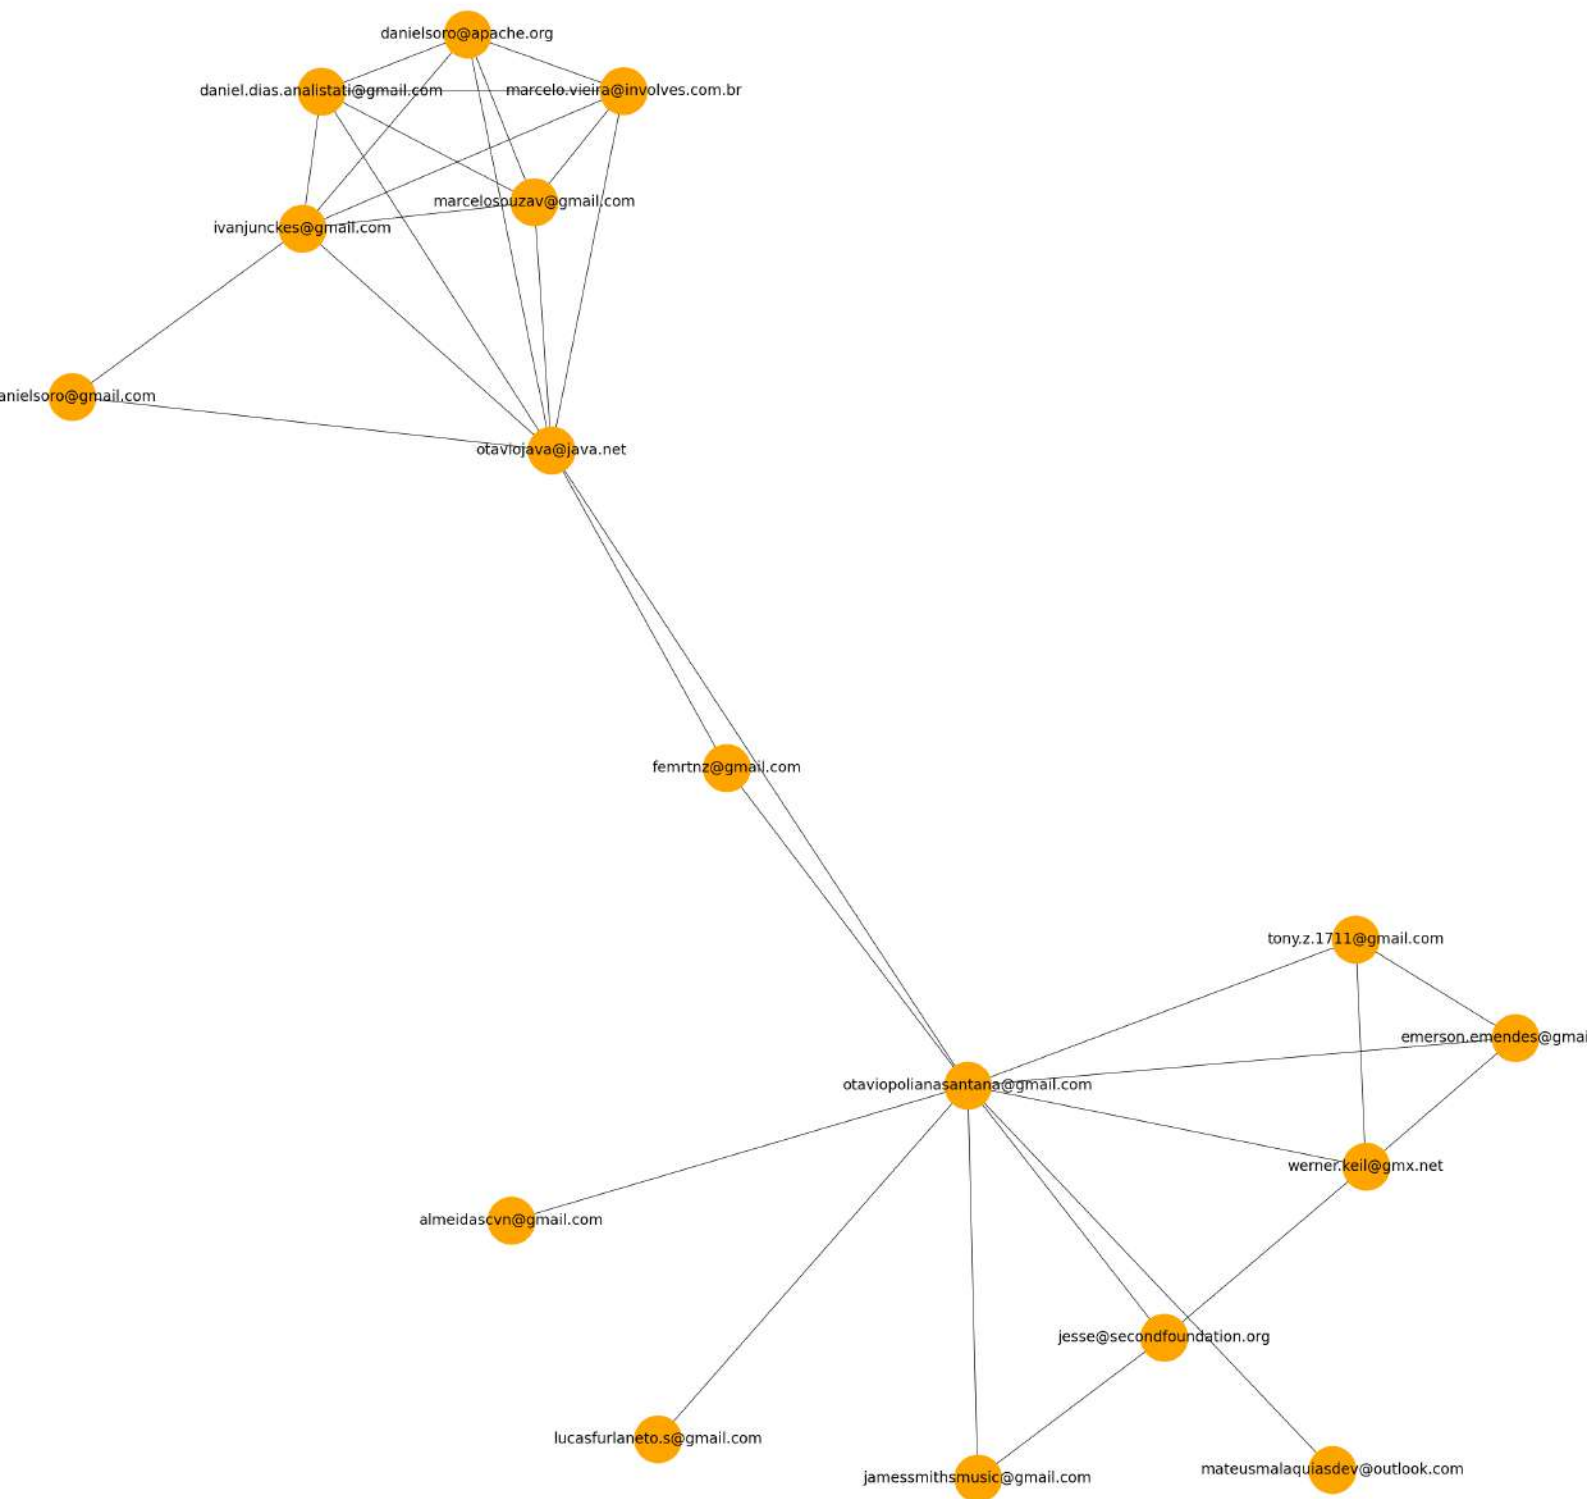 danielsoro@apache.org
daniel.dias.analistati@gmail.com
marcelo.vieira@involves.com.br
marcelosouzav@gmail.com
ivanjunckes@gmail.com
anielsoro@gmail.com
otaviojava@java.net
femrtnz@gmail.com
tony.z.1711@gmail.com
emerson.emendes@gmai
otaviopolianasantana@gmail.com
werner.keil@gmx.net
almeidascvn@gmail.com
jesse@secondfoundation.org
lucasfurlaneto.s@gmail.com
jamessmithsmusic@gmail.com
mateusmalaquiasdev@outlook.com